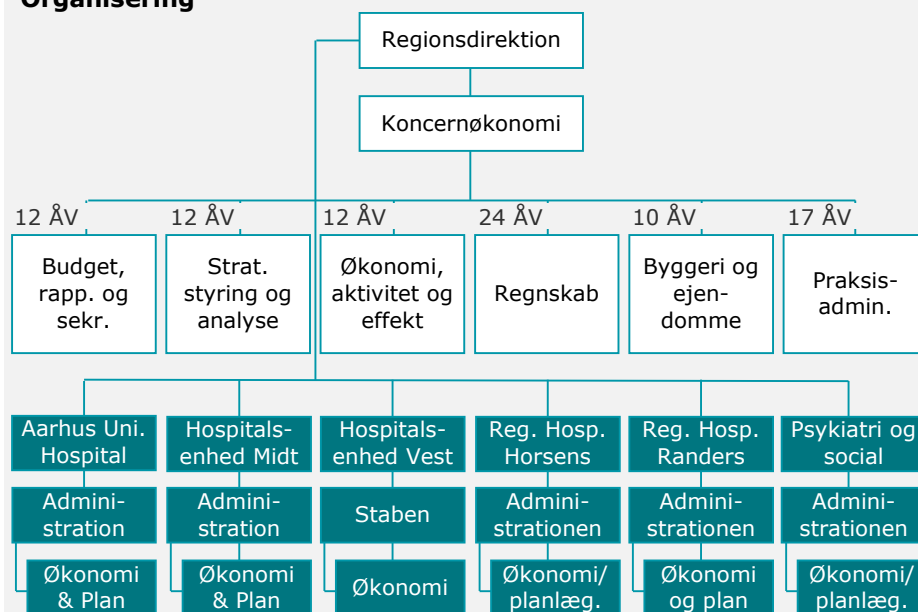 Organisering
Regionsdirektion
Koncernøkonomi
12 ÅV
12 ÅV
12 ÅV
24 ÅV
10 ÅV
17 ÅV
Budget,
rapp. og
sekr.
Strat.
styring og
analyse
Økonomi,
aktivitet og
effekt
Regnskab
Byggeri og
ejen-
domme
Praksis-
admin.
Aarhus Uni.
Hospital
Hospitals-
enhed Midt
Hospitals-
enhed Vest
Reg. Hosp.
Horsens
Reg. Hosp.
Randers
Psykiatri og
social
Admini-
stration
Admini-
stration
Staben
Admini-
strationen
Admini-
strationen
Admini-
strationen
Økonomi
& Plan
Økonomi
& Plan
Økonomi
Økonomi/
planlæg.
Økonomi
og plan
Økonomi/
planlæg.